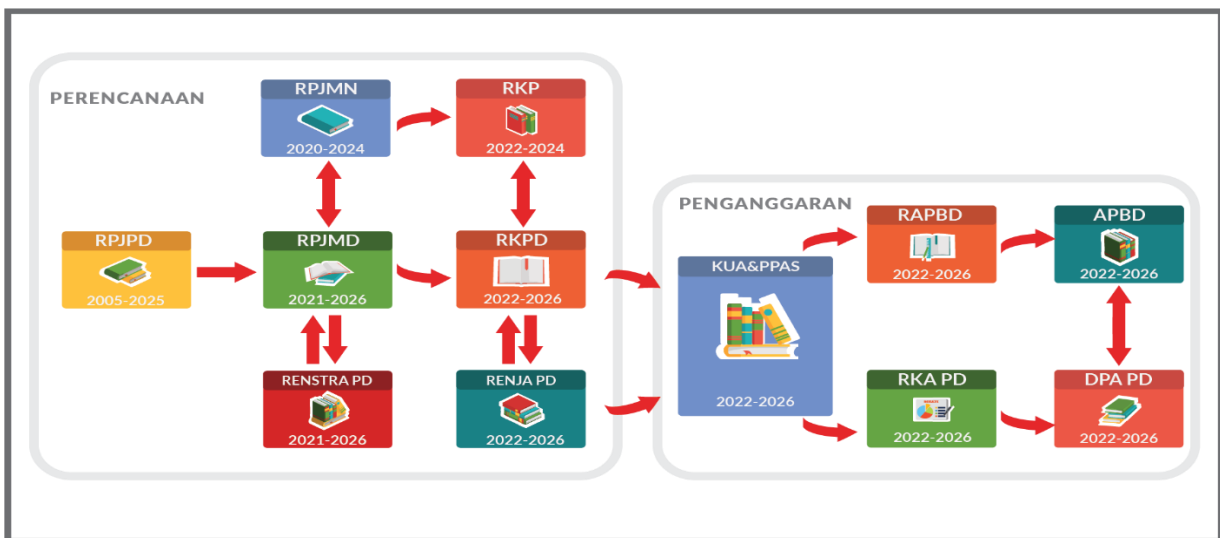 PERENCANAAN
RPJMN
2020-2024
RKP
2022-2024
RPJPD
2005-2025
RPJMD
2021-2026
RKPD
2022-2026
RENSTRA PD
2021-2026
RENJA PD
2022-2026
PENGANGGARAN
KUA&PPAS
2022-2026
RAPBD
2022-2026
APBD
2022-2026
RKA PD
2022-2026
DPA PD
2022-2026